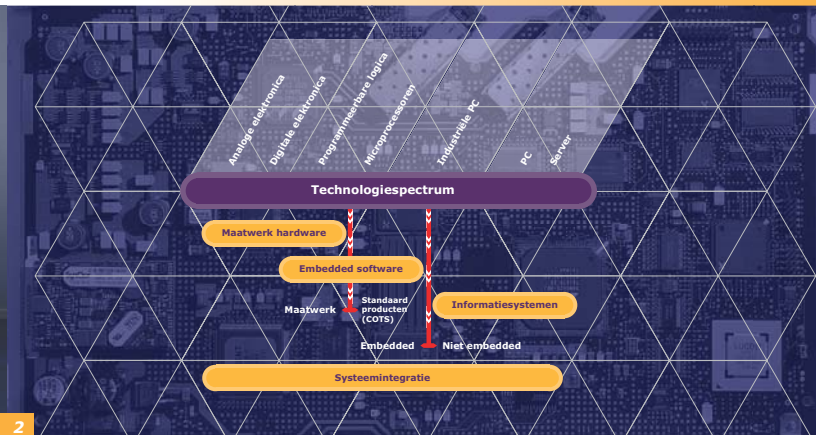 Analoge elektronica
Digitale elektronica
Programmeerbare logica
Microprocessoren
Industriële PC
PC
Server
Technologiespectrum
Maatwerk hardware
Embedded software
Maatwerk
Standaard
producten
(COTS)
Informatiesystemen
Embedded
Niet embedded
Systeemintegratie
2